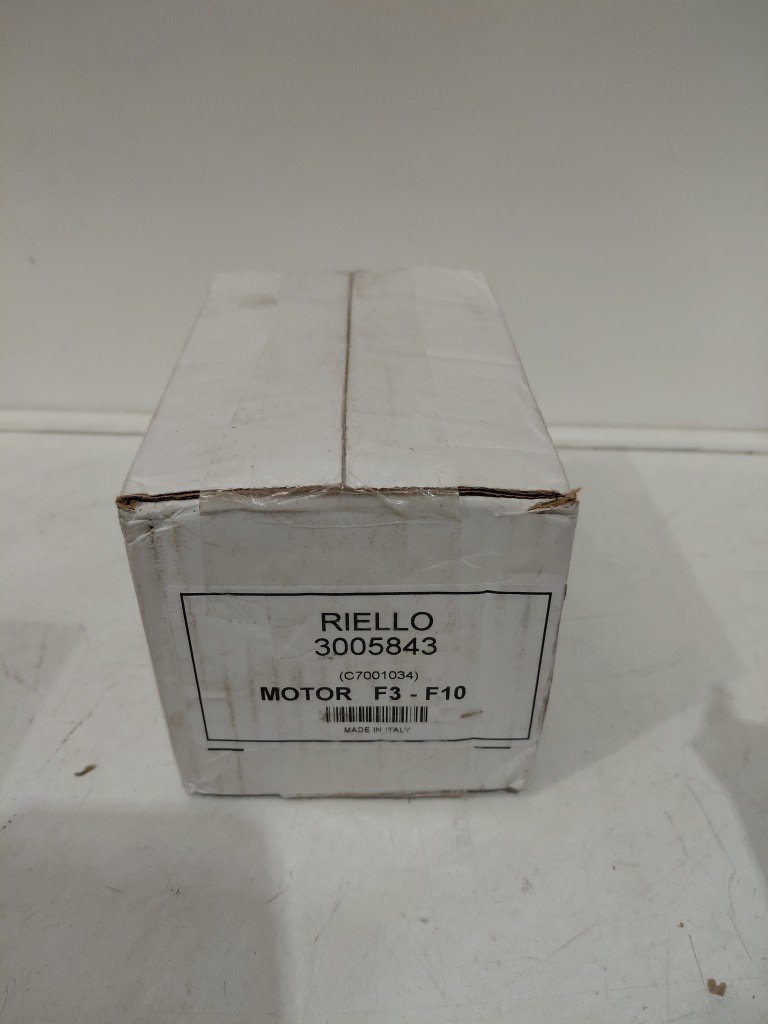 RIELLO
3005843
(C7001034)
MOTOR F3 - F10
MADE IN ITALY